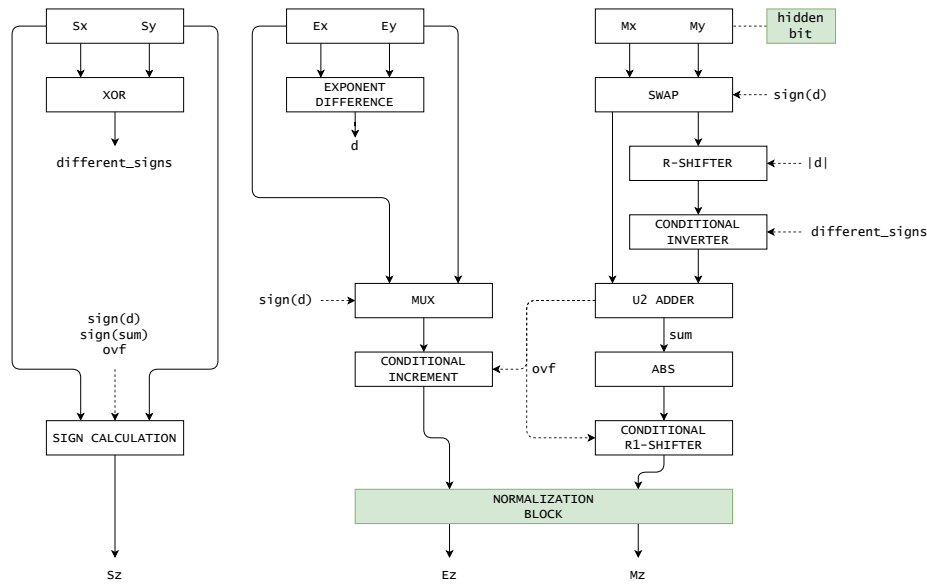 Sx Sy
Ex Ey
Mx My
hidden
bit
XOR
EXPONENT
DIFFERENCE
SWAP
sign(d)
different_signs
d
R-SHIFTER
|d|
CONDITIONAL
INVERTER
different_signs
sign(d)
MUX
U2 ADDER
sign(d)
sign(sum)
ovf
sum
CONDITIONAL
INCREMENT
ovf
ABS
SIGN CALCULATION
CONDITIONAL
R1-SHIFTER
NORMALIZATION
BLOCK
Sz
Ez
Mz